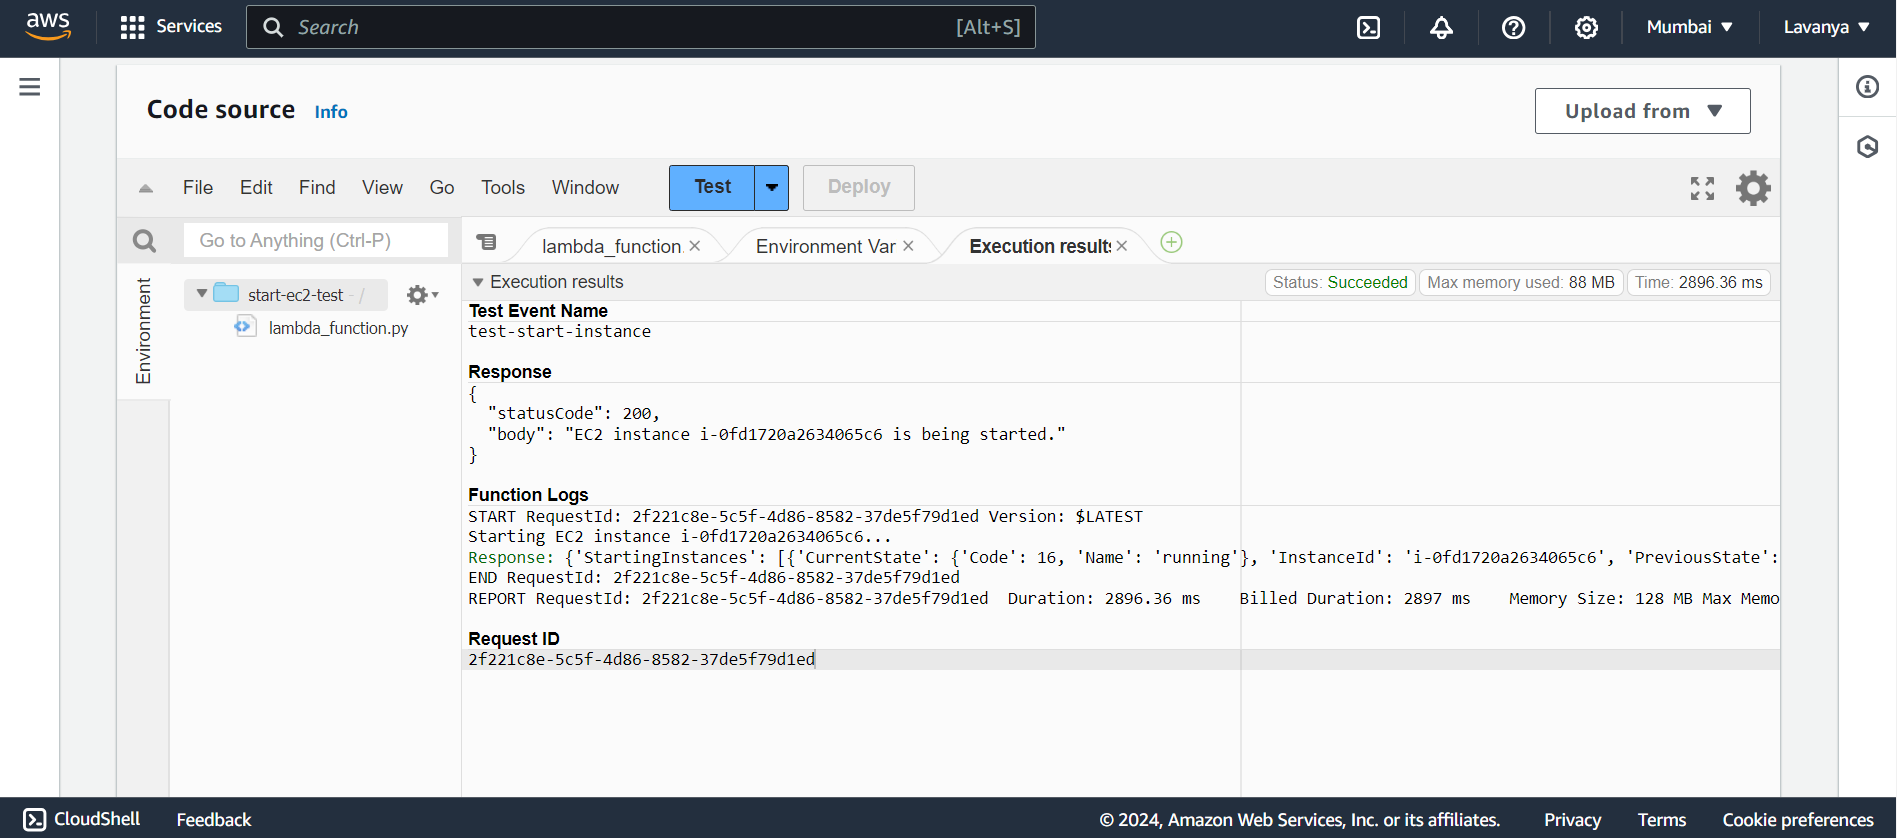 aws
Services
Search
[Alt+S]
Mumbai
Lavanya
Code source
Info
Upload from
File
Edit
Find
View
Go
Tools
Window
Test
Deploy
Go to Anything (Ctrl-P)
lambda_function.
Environment Var
Execution results
Environment
start-ec2-test - /
lambda_function.py
Execution results
Status: Succeeded
Max memory used: 88 MB
Time: 2896.36 ms
Test Event Name
test-start-instance
Response
{
"statusCode": 200,
"body": "EC2 instance i-0fd1720a2634065c6 is being started."
}
Function Logs
START RequestId: 2f221c8e-5c5f-4d86-8582-37de5f79d1ed Version: $LATEST
Starting EC2 instance i-0fd1720a2634065c6...
Response: {'StartingInstances': [{'CurrentState': {'Code': 16, 'Name': 'running'}, 'InstanceId': 'i-0fd1720a2634065c6', 'PreviousState':
END RequestId: 2f221c8e-5c5f-4d86-8582-37de5f79d1ed
REPORT RequestId: 2f221c8e-5c5f-4d86-8582-37de5f79d1ed Duration: 2896.36 ms Billed Duration: 2897 ms Memory Size: 128 MB Max Memo
Request ID
2f221c8e-5c5f-4d86-8582-37de5f79d1ed
CloudShell
Feedback
© 2024, Amazon Web Services, Inc. or its affiliates.
Privacy
Terms
Cookie preferences